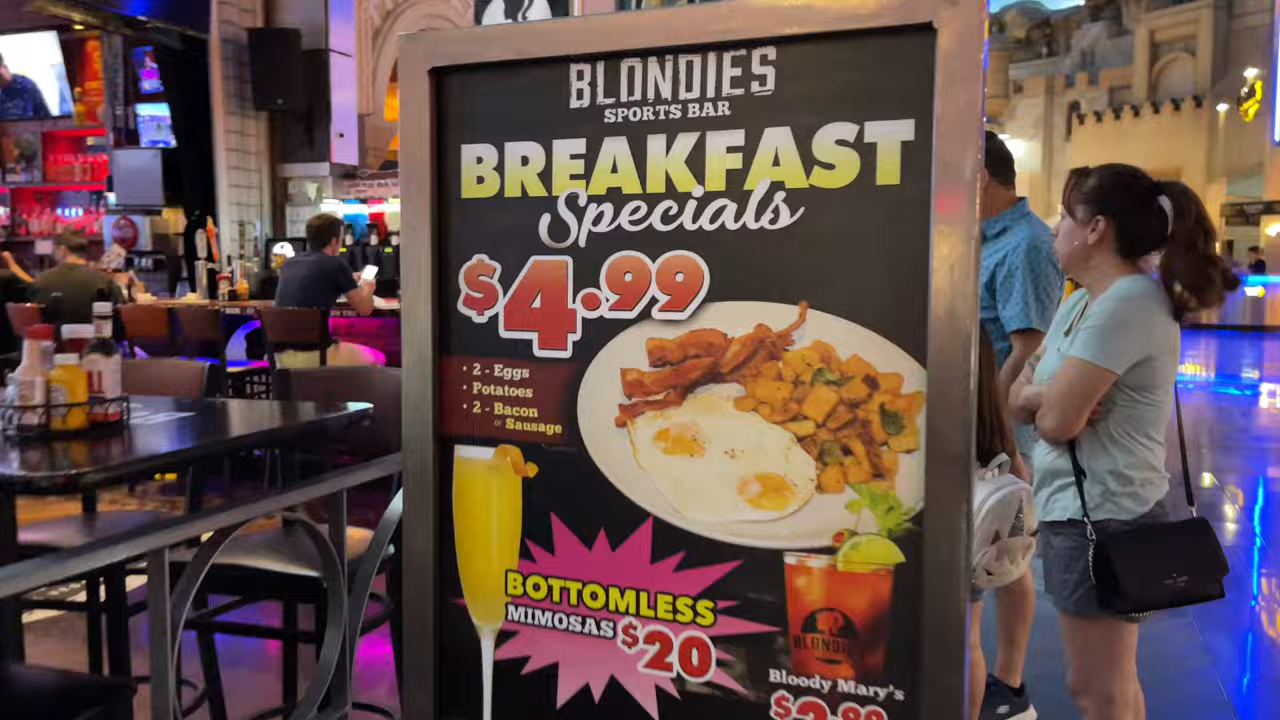 BLONDIES
SPORTS BAR
BREAKFAST
Specials
$4.99
• 2 - Eggs
• Potatoes
• 2 - Bacon
or Sausage
BOTTOMLESS
MIMOSAS $20
BLONDIES
Bloody Mary's